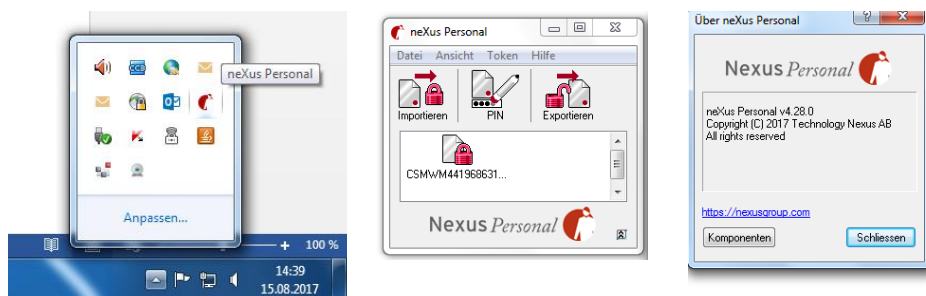 neXus Personal
Anpassen...
100 %
14:39
15.08.2017
neXus Personal
Datei Ansicht Token Hilfe
Importieren PIN Exportieren
CSMWM441968631...
Nexus Personal
Über neXus Personal
Nexus Personal
neXus Personal v4.28.0
Copyright (C) 2017 Technology Nexus AB
All rights reserved
https://nexusgroup.com
Komponenten Schliessen